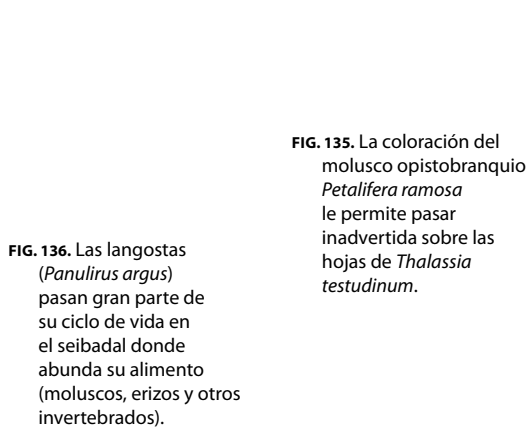 FIG. 135. La coloración del
molusco opistobranquio
Petalifera ramosa
le permite pasar
inadvertida sobre las
hojas de Thalassia
testudinum.
FIG. 136. Las langostas
(Panulirus argus)
pasan gran parte de
su ciclo de vida en
el seibadal donde
abunda su alimento
(moluscos, erizos y otros
invertebrados).